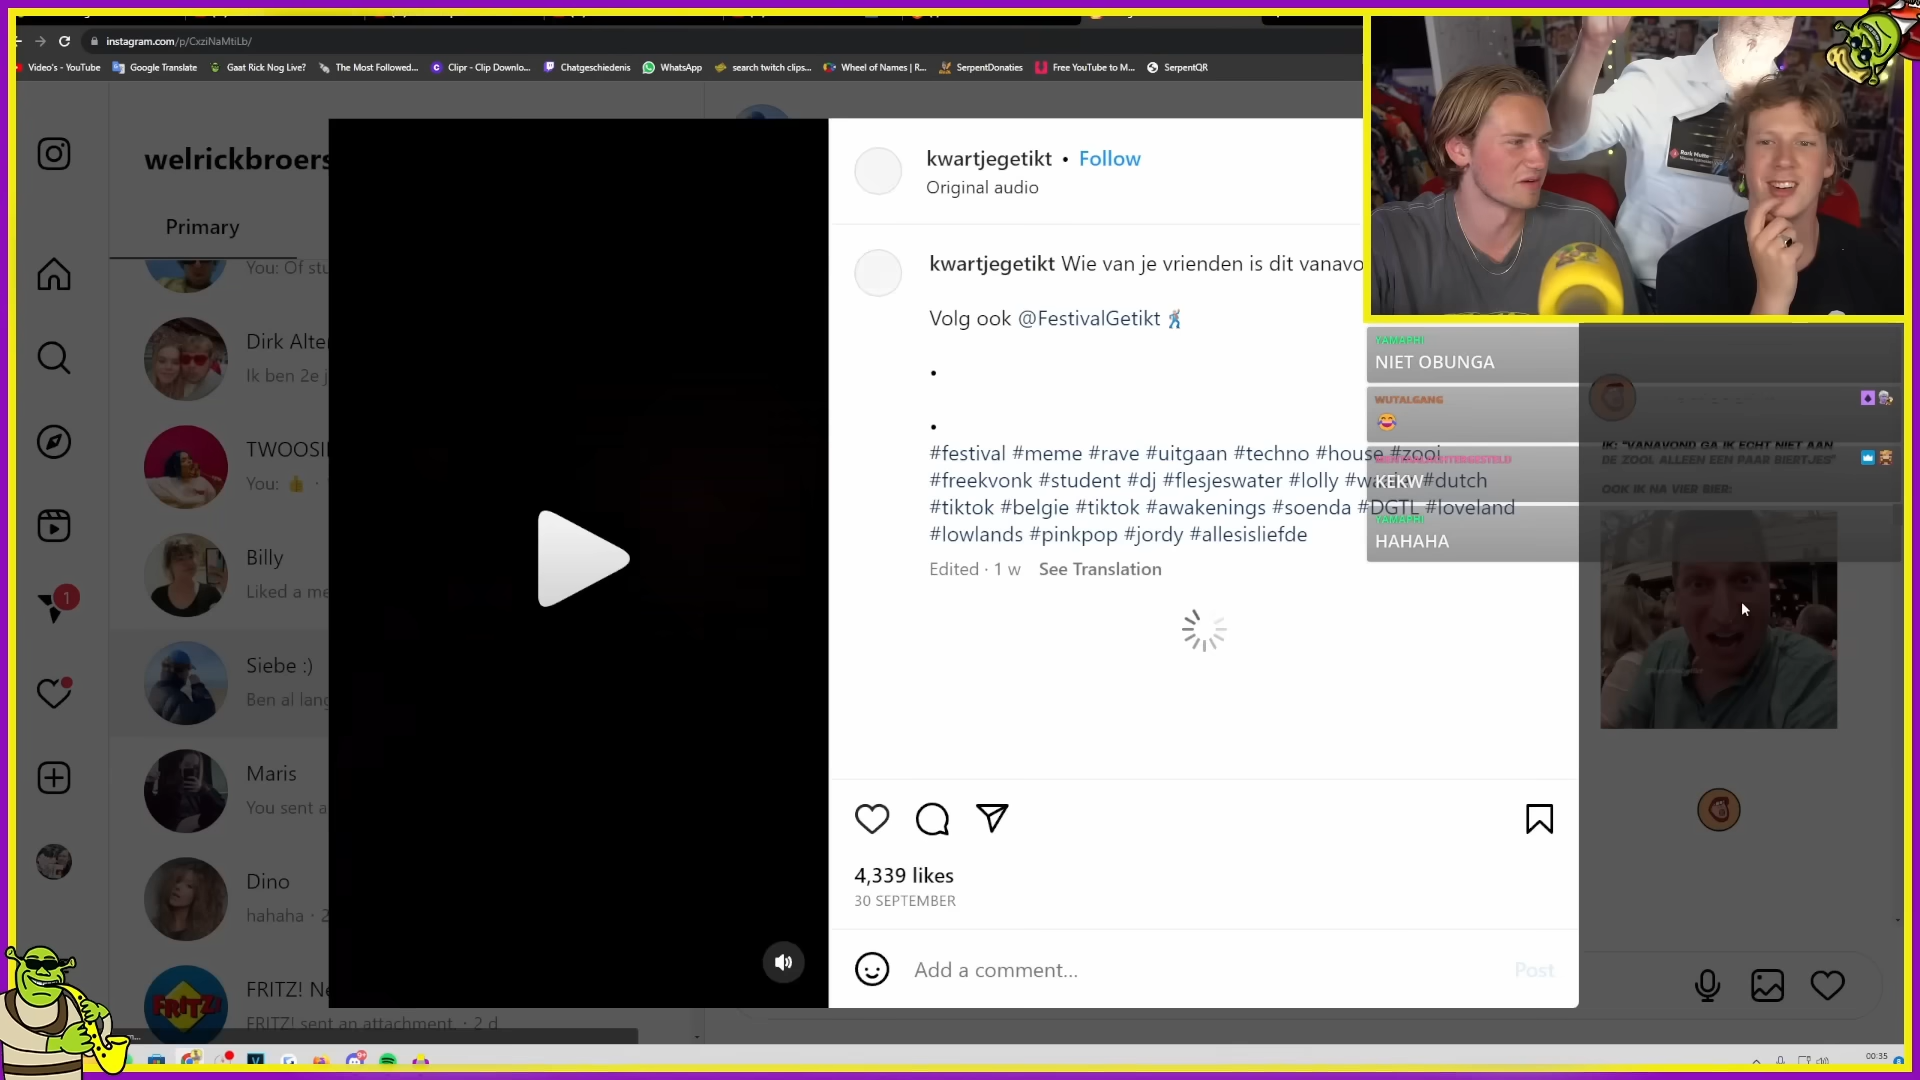 instagram.com/p/CxziNaMtiLb/
Video's - YouTube
Google Translate
Gaat Rick Nog Live?
The Most Followed...
Clipr - Clip Downlo...
Chatgeschiedenis
WhatsApp
search twitch clips...
Wheel of Names | R...
SerpentDonaties
Free YouTube to M...
SerpentQR
welrickbroers
Primary
You: Of stu
Dirk Alter
Ik ben 2e j
TWOOSI
You: 👍 ·
Billy
Liked a me
Siebe :)
Ben al lang
Maris
You sent a
Dino
hahaha · 2
FRITZ! Ne
FRITZ! sent an attachment. · 2 d
1
kwartjegetikt • Follow
Original audio
kwartjegetikt Wie van je vrienden is dit vanavo
Volg ook @FestivalGetikt
•
•
#festival #meme #rave #uitgaan #techno #house #zooi
#freekvonk #student #dj #flesjeswater #lolly #dutch
#tiktok #belgie #tiktok #awakenings #soenda #DGTL #loveland
#lowlands #pinkpop #jordy #allesisliefde
Edited · 1 w See Translation
4,339 likes
30 SEPTEMBER
Add a comment...
Post
YAMAPHI
NIET OBUNGA
WUTALGANG
😂
KEKW
YAMAPHI
HAHAHA
IK: "VANAVOND GA IK ECHT NIET AAN
DE ZOOL ALLEEN EEN PAAR BIERTJES"
OOK IK NA VIER BIER:
00:35